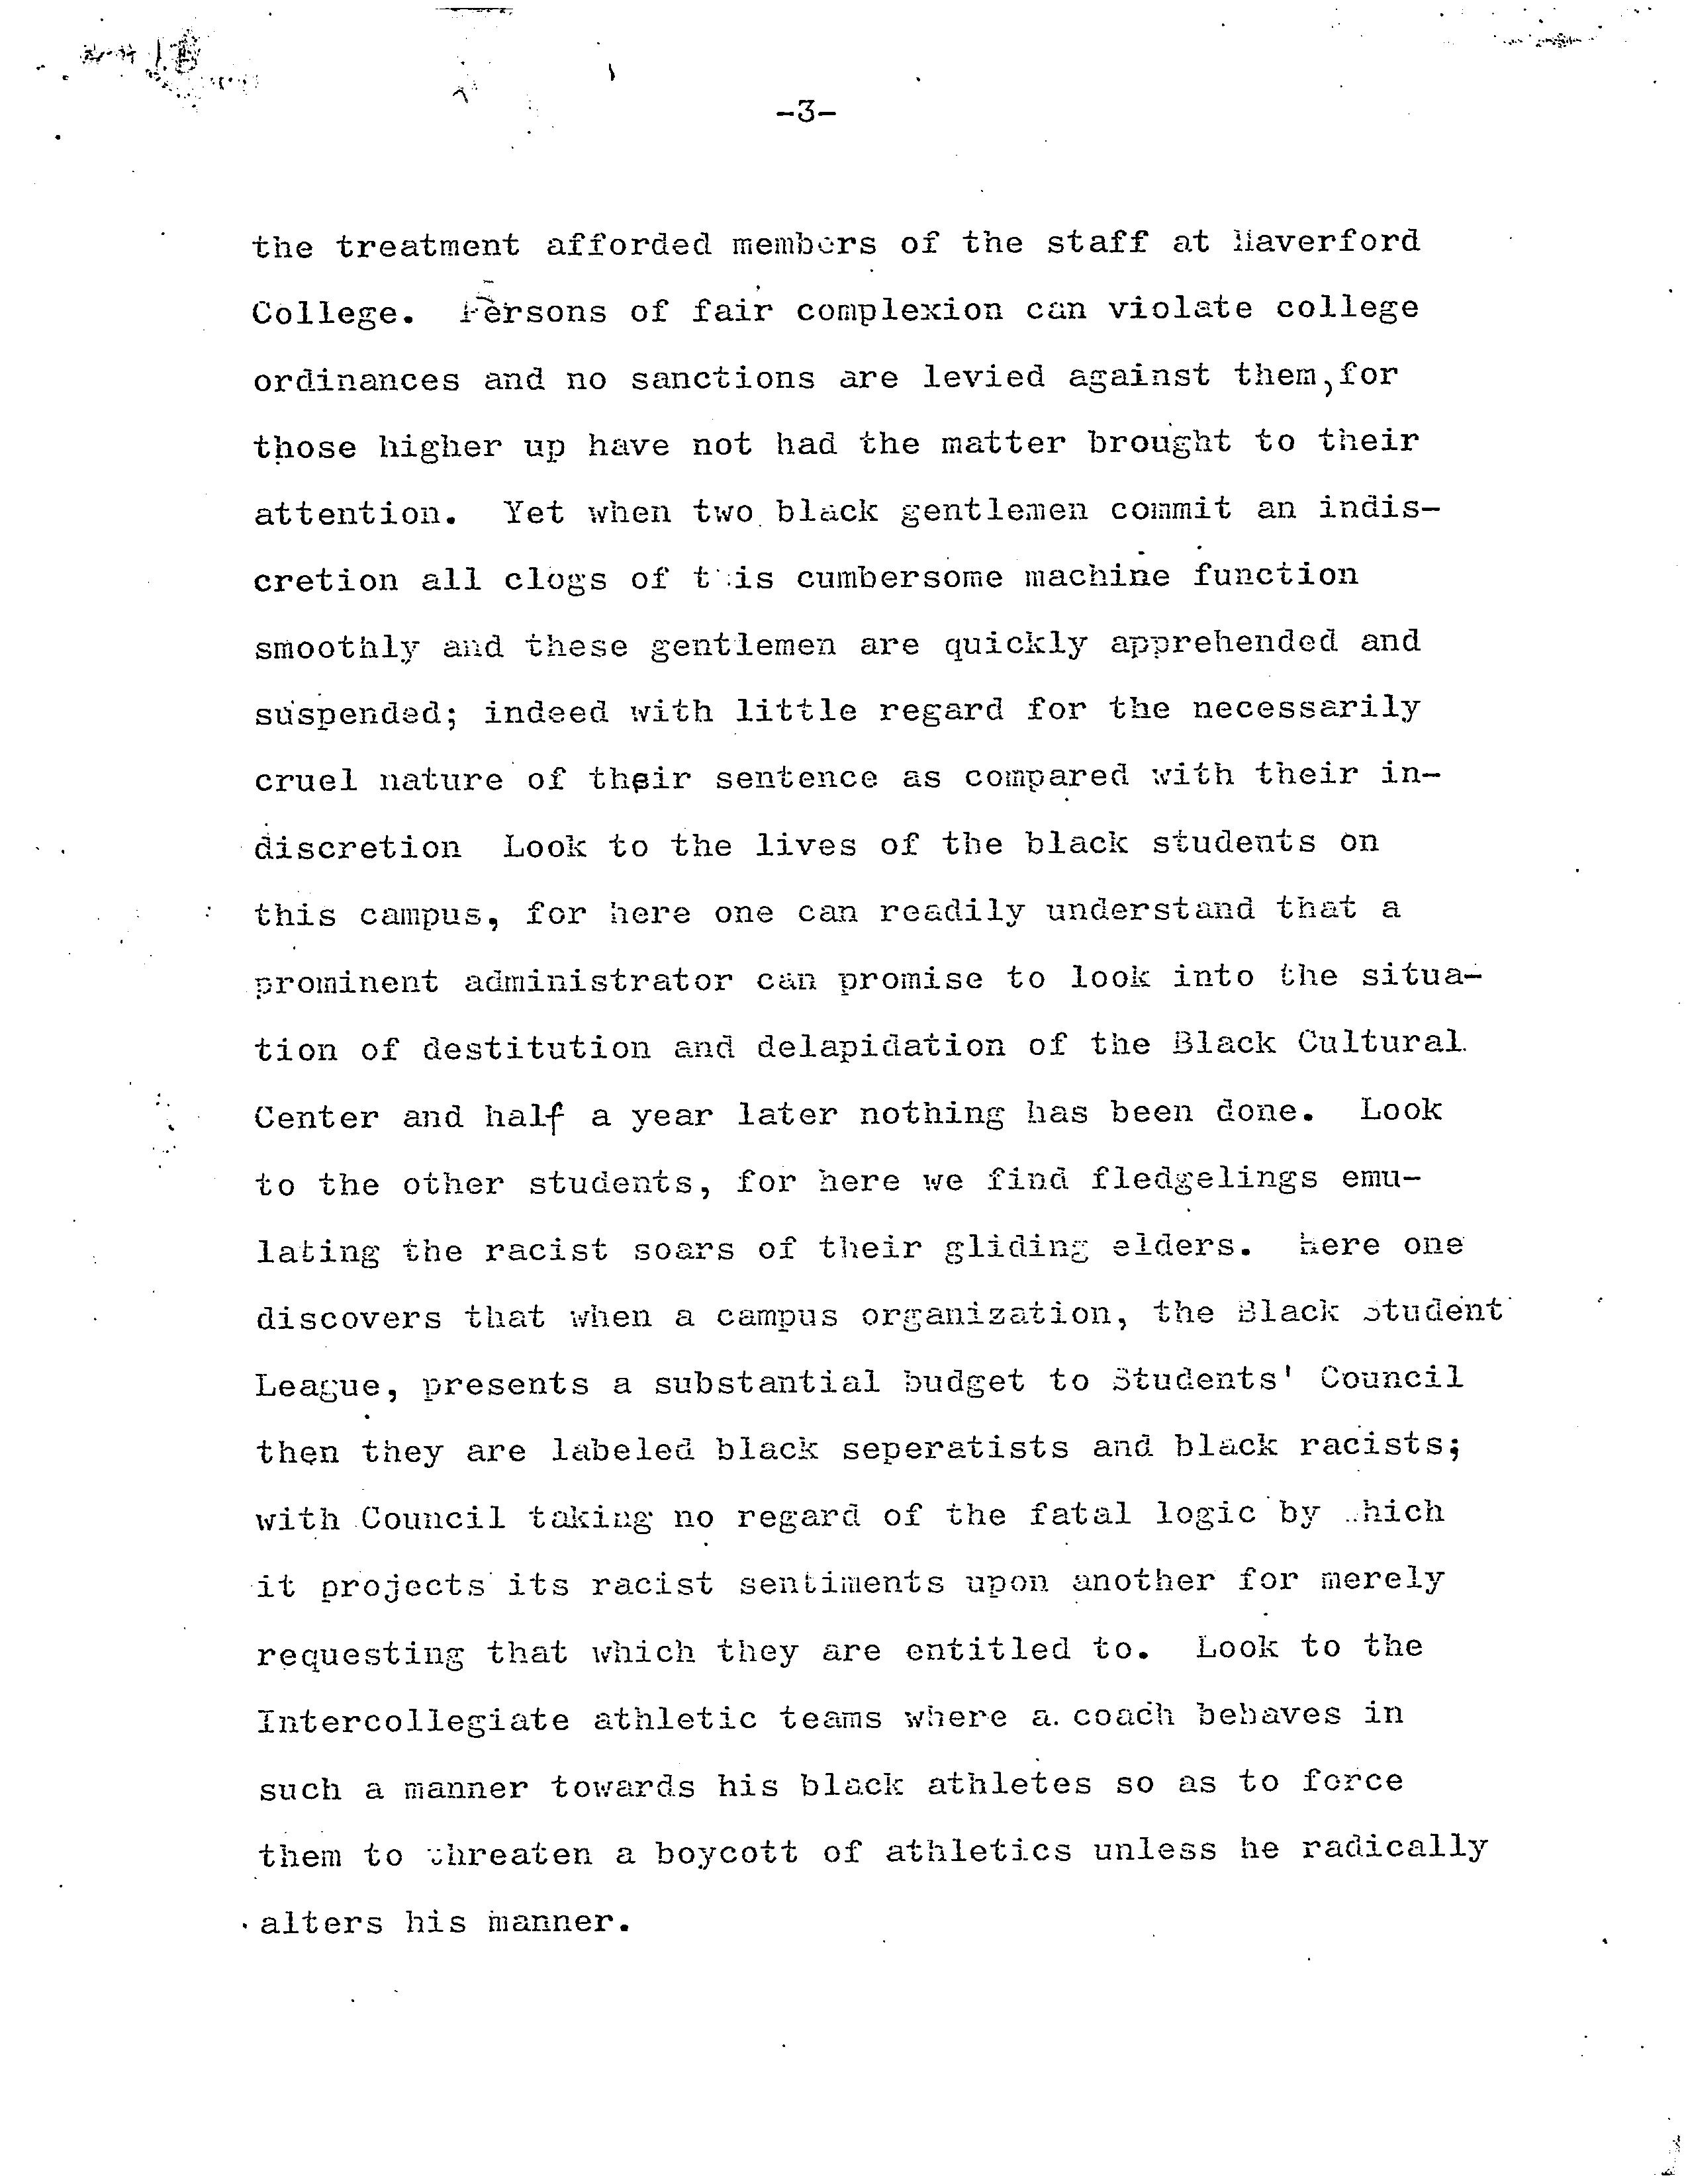 -3-
the treatment afforded members of the staff at Haverford
College. Persons of fair complexion can violate college
ordinances and no sanctions are levied against them, for
those higher up have not had the matter brought to their
attention. Yet when two black gentlemen commit an indis-
cretion all clogs of this cumbersome machine function
smoothly and these gentlemen are quickly apprehended and
suspended; indeed with little regard for the necessarily
cruel nature of their sentence as compared with their in-
discretion Look to the lives of the black students on
this campus, for here one can readily understand that a
prominent administrator can promise to look into the situa-
tion of destitution and delapidation of the Black Cultural
Center and half a year later nothing has been done. Look
to the other students, for here we find fledgelings emu-
lating the racist soars of their gliding elders. Here one
discovers that when a campus organization, the Black Student
League, presents a substantial budget to Students' Council
then they are labeled black seperatists and black racists;
with Council taking no regard of the fatal logic by which
it projects its racist sentiments upon another for merely
requesting that which they are entitled to. Look to the
Intercollegiate athletic teams where a coach behaves in
such a manner towards his black athletes so as to force
them to threaten a boycott of athletics unless he radically
alters his manner.